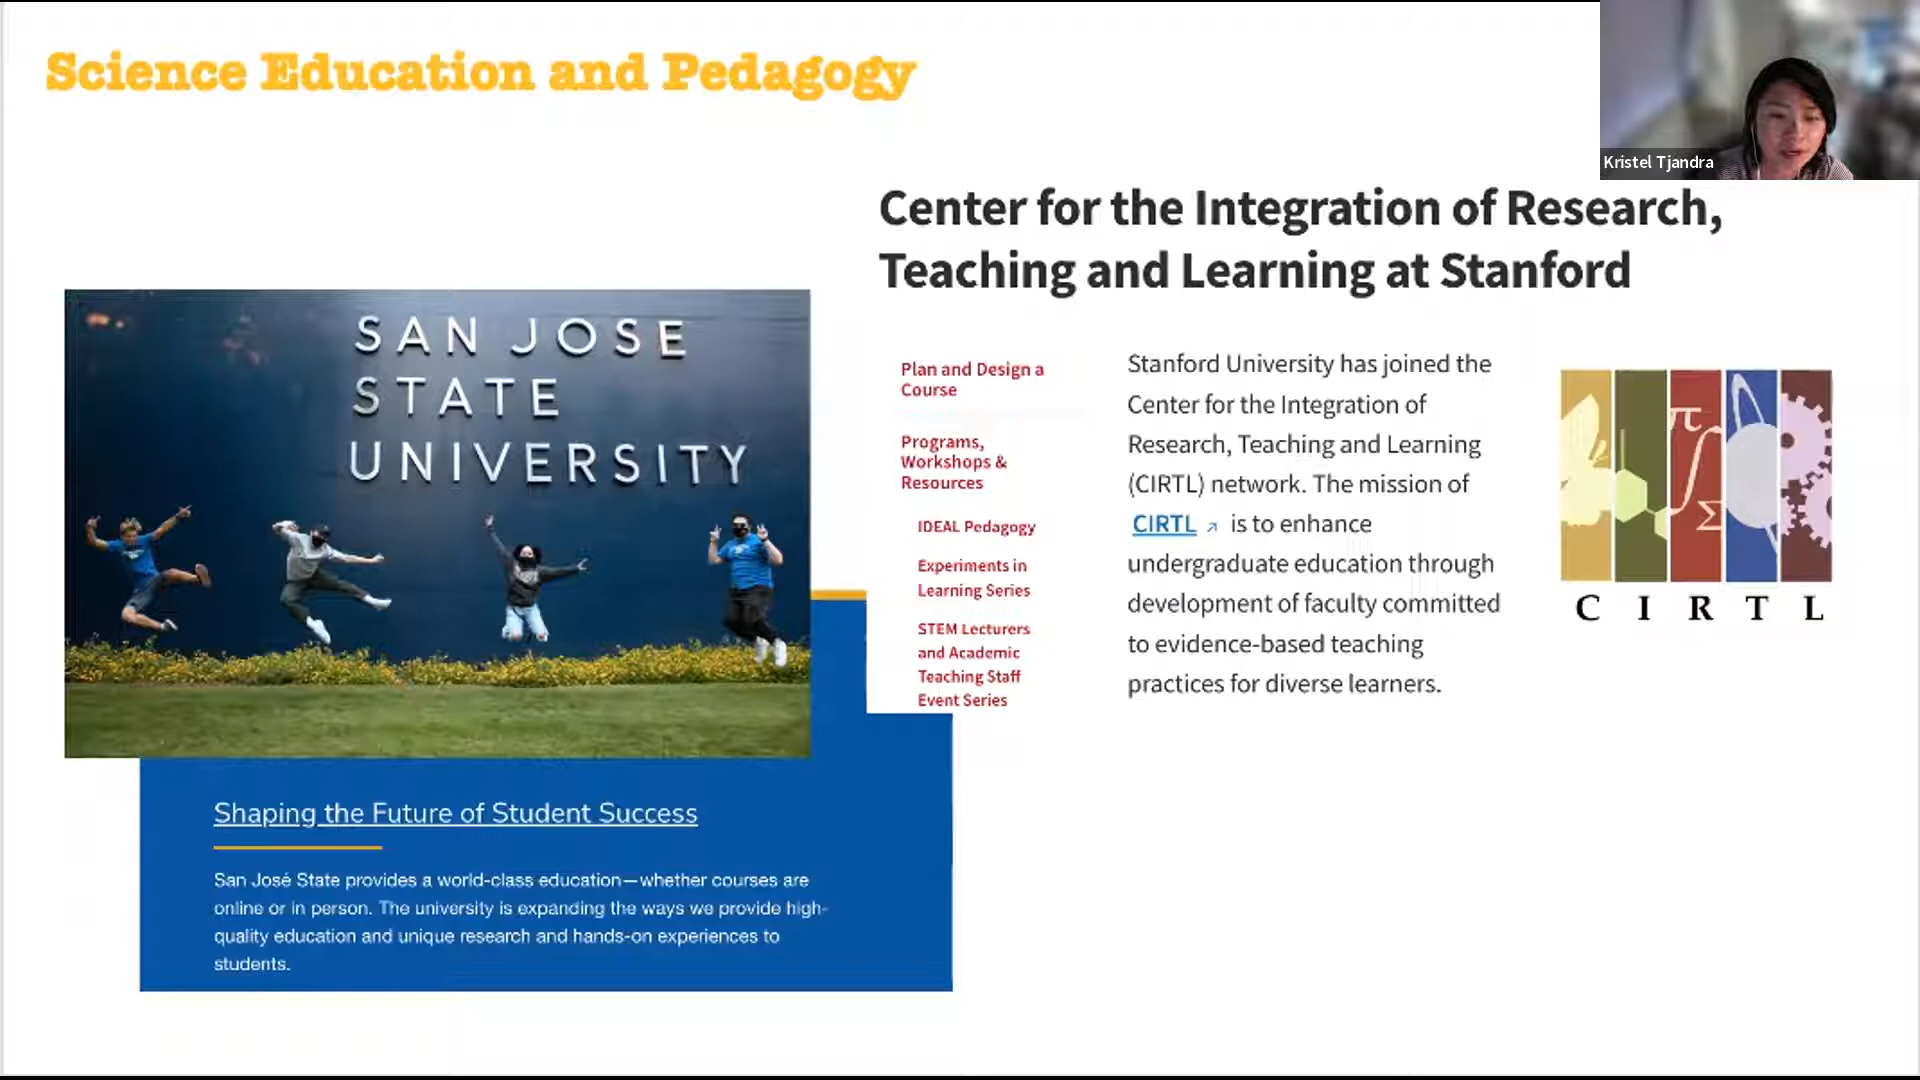 Science Education and Pedagogy
Kristel Tjandra
Center for the Integration of Research,
Teaching and Learning at Stanford
SAN JOSE
STATE
UNIVERSITY
Plan and Design a
Course
Programs,
Workshops &
Resources
IDEAL Pedagogy
Experiments in
Learning Series
STEM Lecturers
and Academic
Teaching Staff
Event Series
Stanford University has joined the
Center for the Integration of
Research, Teaching and Learning
(CIRTL) network. The mission of
CIRTL ↗ is to enhance
undergraduate education through
development of faculty committed
to evidence-based teaching
practices for diverse learners.
π
∫
Σ
C I R T L
Shaping the Future of Student Success
San José State provides a world-class education—whether courses are
online or in person. The university is expanding the ways we provide high-
quality education and unique research and hands-on experiences to
students.